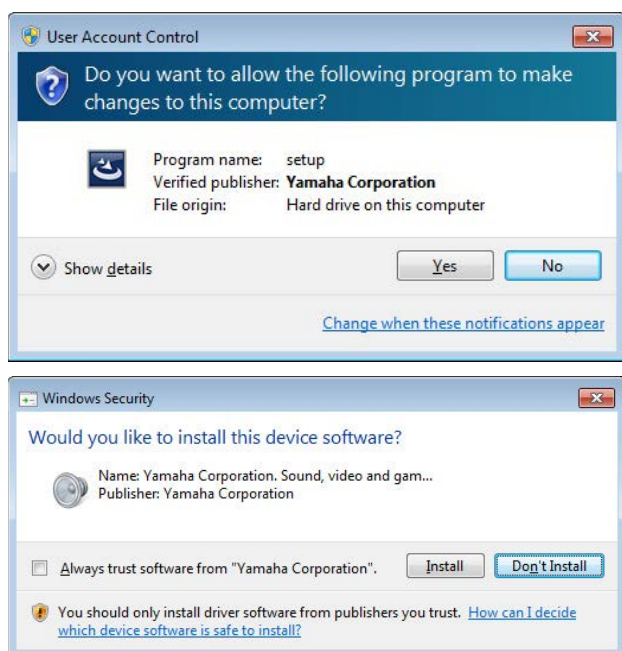 User Account Control
Do you want to allow the following program to make
changes to this computer?
Program name: setup
Verified publisher: Yamaha Corporation
File origin: Hard drive on this computer
Show details
Yes
No
Change when these notifications appear
Windows Security
Would you like to install this device software?
Name: Yamaha Corporation. Sound, video and gam...
Publisher: Yamaha Corporation
Always trust software from "Yamaha Corporation".
Install
Don't Install
You should only install driver software from publishers you trust. How can I decide
which device software is safe to install?